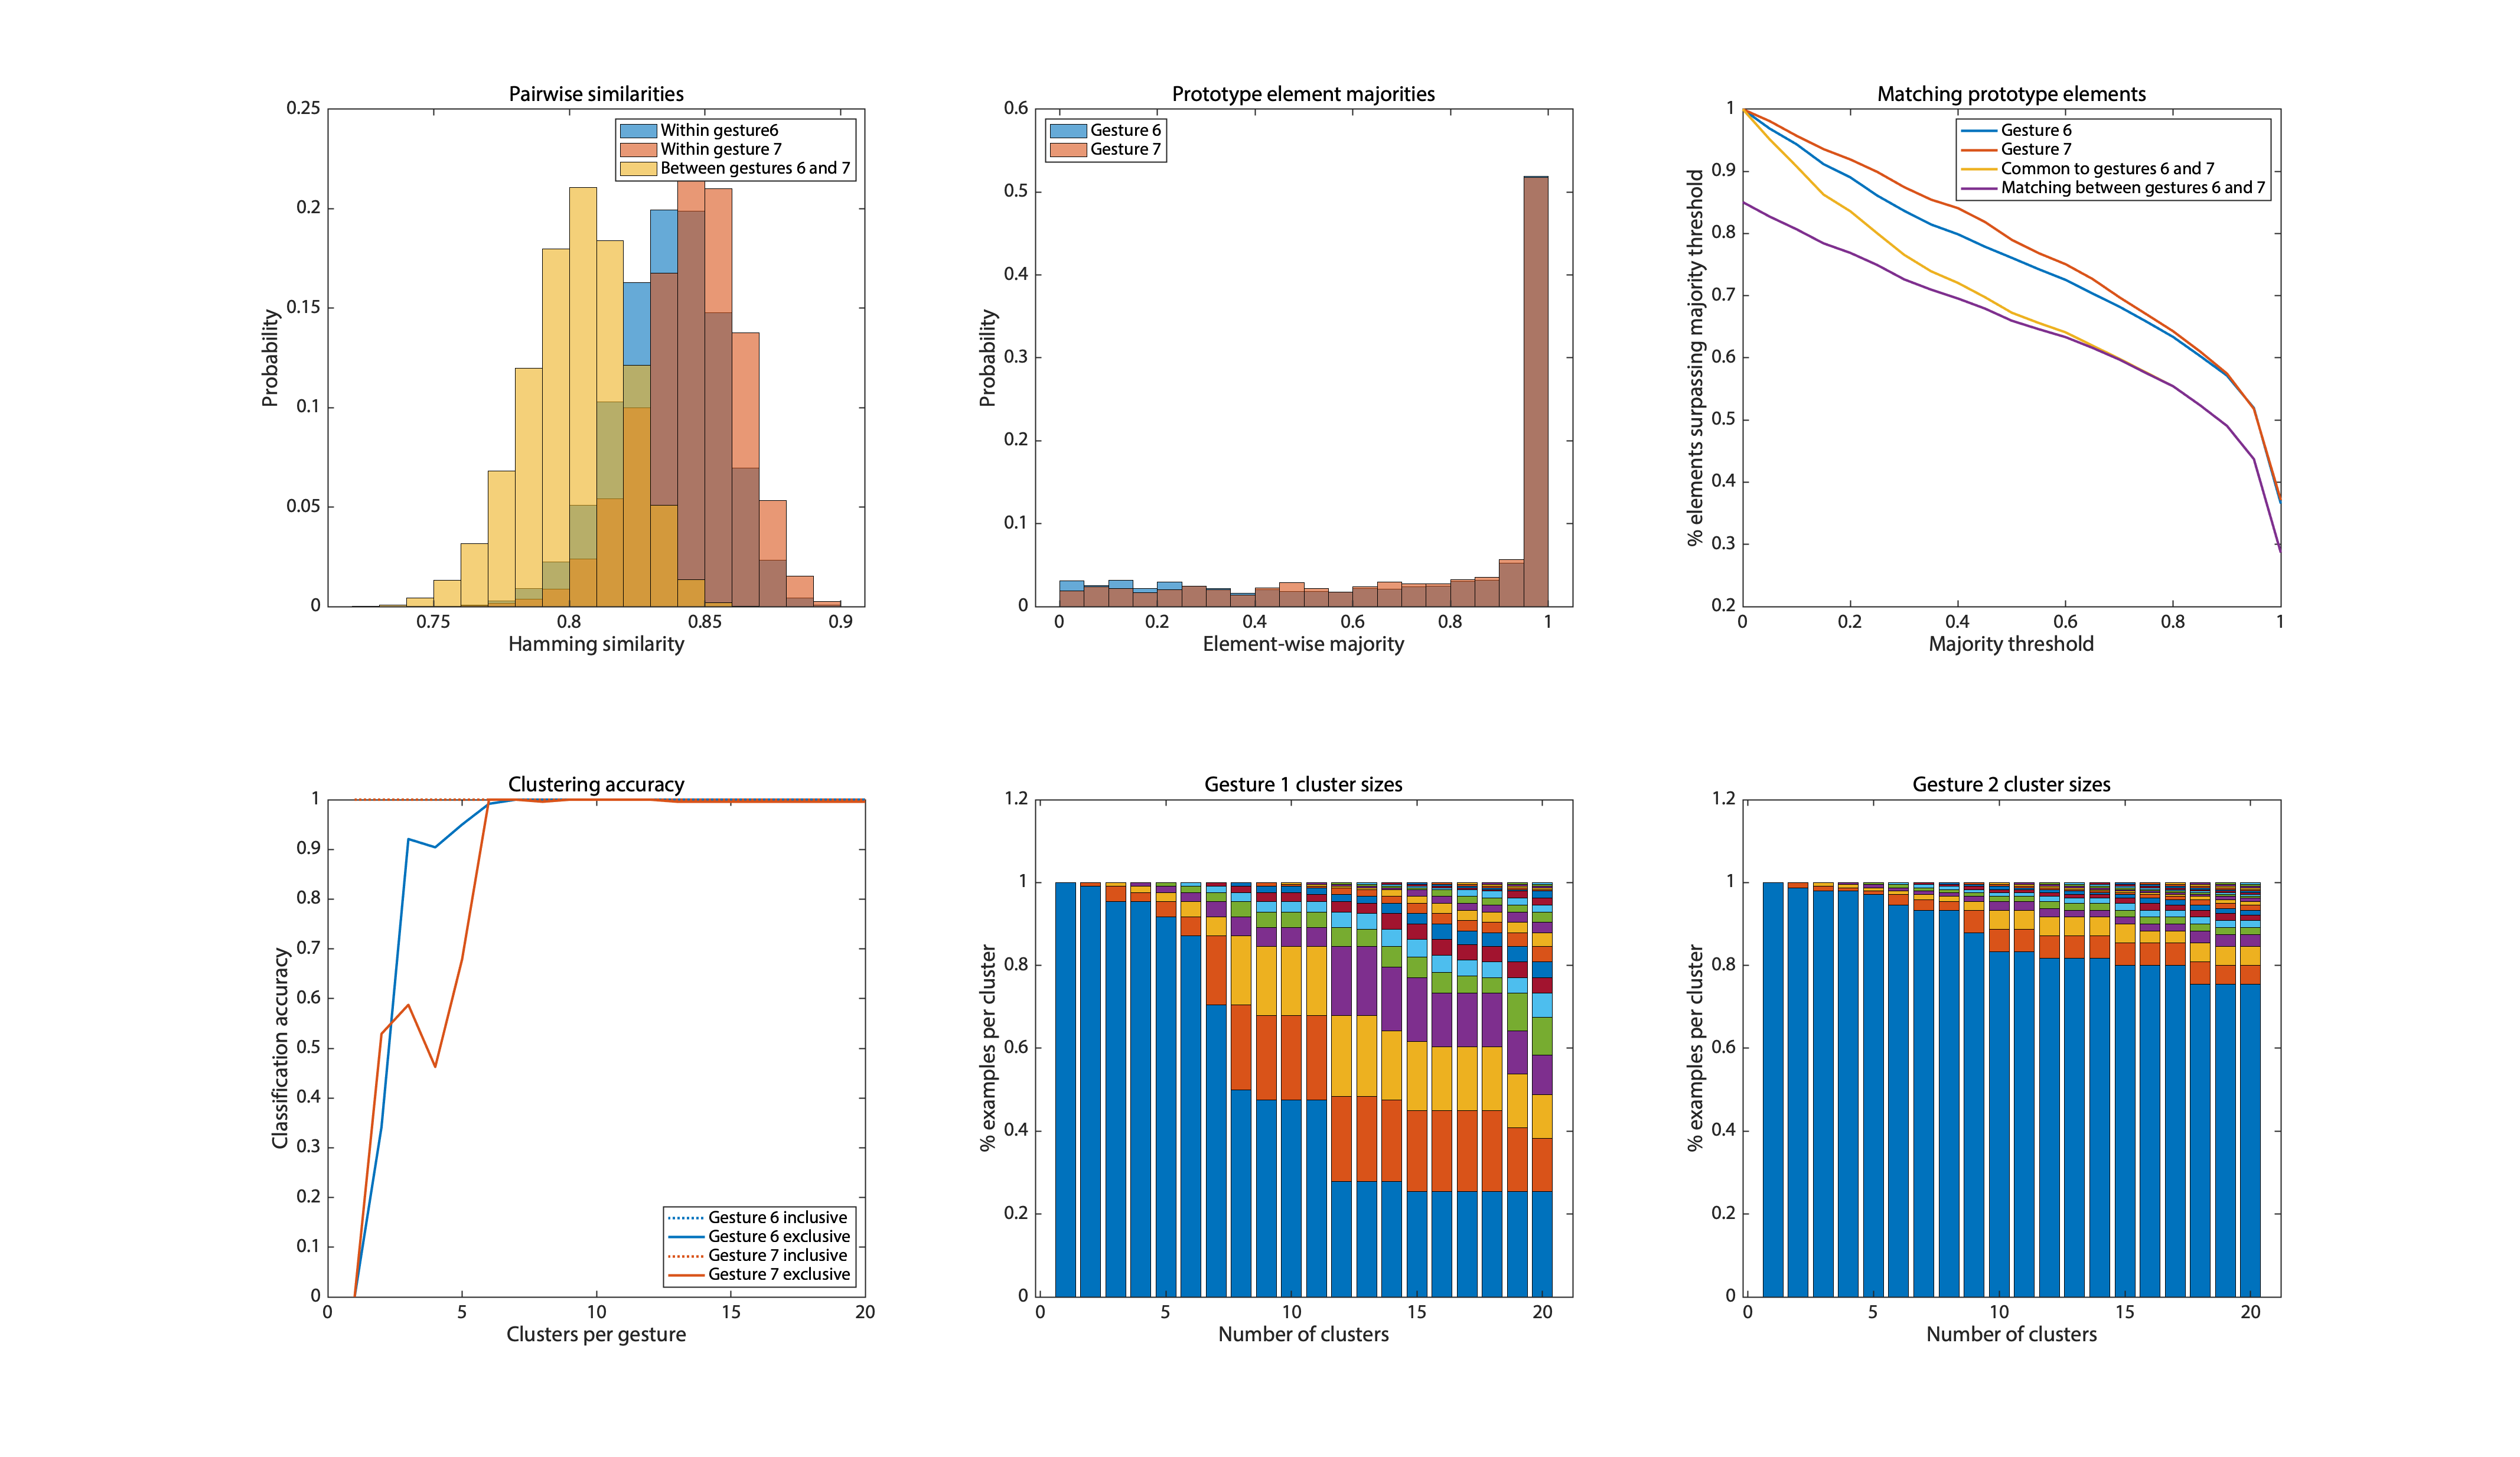 Pairwise similarities
0.25
0.2
0.15
0.1
0.05
0
Probability
Within gesture6
Within gesture 7
Between gestures 6 and 7
0.75
0.8
0.85
0.9
Hamming similarity
Prototype element majorities
0.6
0.5
0.4
0.3
0.2
0.1
0
Probability
Gesture 6
Gesture 7
0
0.2
0.4
0.6
0.8
1
Element-wise majority
Matching prototype elements
1
0.9
0.8
0.7
0.6
0.5
0.4
0.3
0.2
% elements surpassing majority threshold
Gesture 6
Gesture 7
Common to gestures 6 and 7
Matching between gestures 6 and 7
0
0.2
0.4
0.6
0.8
1
Majority threshold
Clustering accuracy
1
0.9
0.8
0.7
0.6
0.5
0.4
0.3
0.2
0.1
0
Classification accuracy
Gesture 6 inclusive
Gesture 6 exclusive
Gesture 7 inclusive
Gesture 7 exclusive
0
5
10
15
20
Clusters per gesture
Gesture 1 cluster sizes
1.2
1
0.8
0.6
0.4
0.2
0
% examples per cluster
0
5
10
15
20
Number of clusters
Gesture 2 cluster sizes
1.2
1
0.8
0.6
0.4
0.2
0
% examples per cluster
0
5
10
15
20
Number of clusters